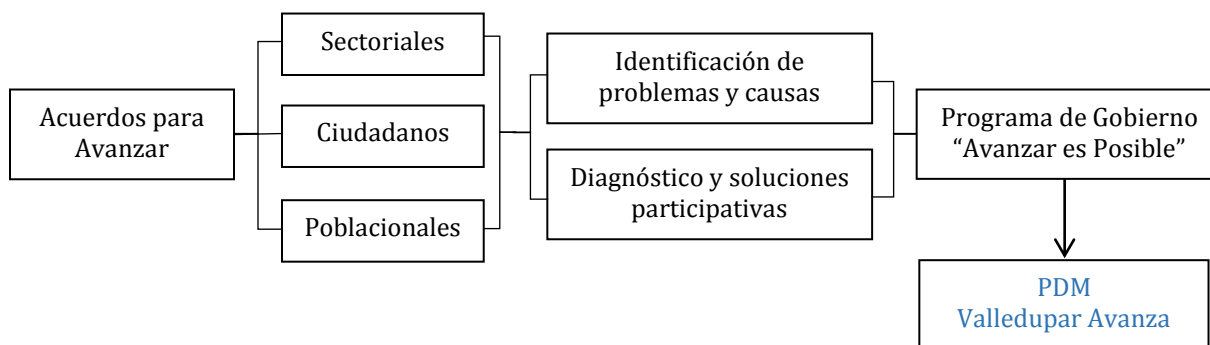 Acuerdos para
Avanzar
Sectoriales
Ciudadanos
Poblacionales
Identificación de
problemas y causas
Diagnóstico y soluciones
participativas
Programa de Gobierno
“Avanzar es Posible”
PDM
Valledupar Avanza